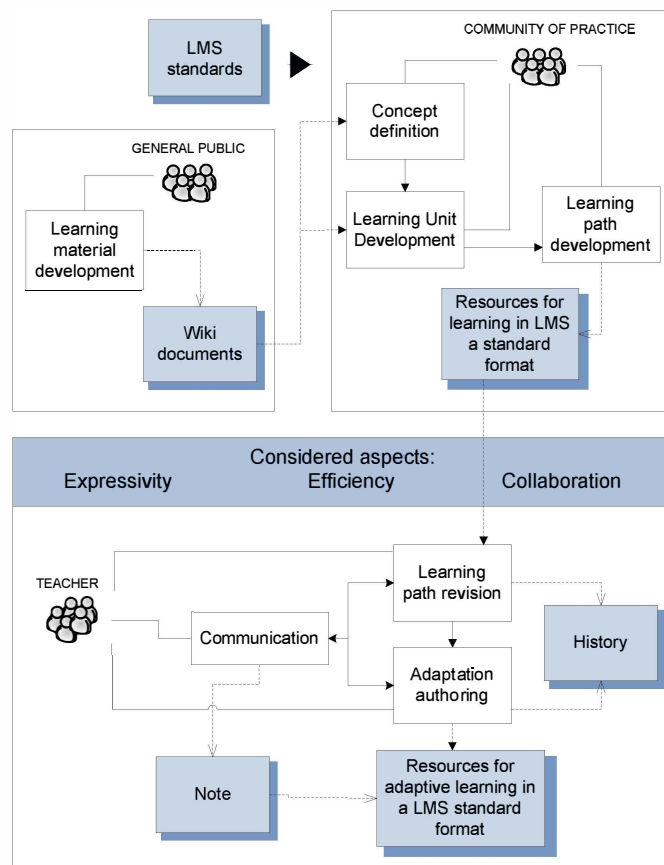 LMS
standards
COMMUNITY OF PRACTICE
Concept
definition
GENERAL PUBLIC
Learning
material
development
Learning Unit
Development
Learning
path
development
Wiki
documents
Resources for
learning in LMS
a standard
format
Considered aspects:
Expressivity Efficiency Collaboration
TEACHER
Learning
path revision
Communication
History
Adaptation
authoring
Note
Resources for
adaptive learning in
a LMS standard
format